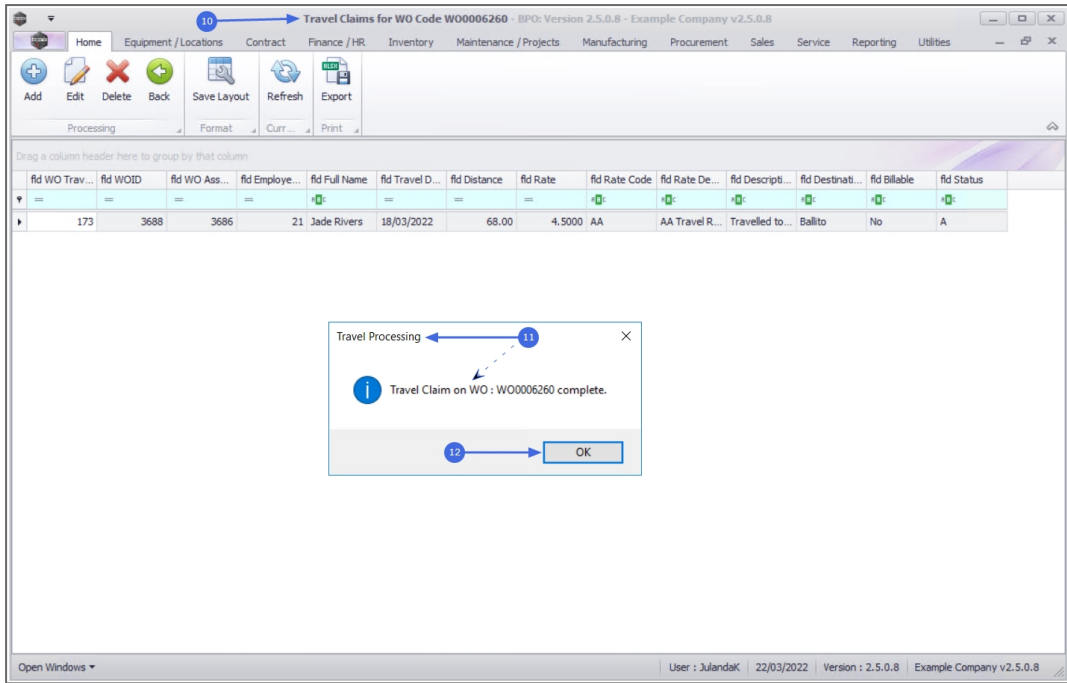 10
Travel Claims for WO Code WO0006260 - BPO: Version 2.5.0.8 - Example Company v2.5.0.8
Home Equipment / Locations Contract Finance / HR Inventory Maintenance / Projects Manufacturing Procurement Sales Service Reporting Utilities
XLSX
Add Edit Delete Back Save Layout Refresh Export
Processing Format Curr ... Print
Drag a column header here to group by that column
fld WO Trav... fld WOID fld WO Ass... fld Employe... fld Full Name fld Travel D... fld Distance fld Rate fld Rate Code fld Rate De... fld Descripti... fld Destinati... fld Billable fld Status
= = = = = = =
173 3688 3686 21 Jade Rivers 18/03/2022 68.00 4.5000 AA AA Travel R... Travelled to... Ballito No A
Travel Processing 11
Travel Claim on WO : WO0006260 complete.
12 OK
Open Windows User : JulandaK 22/03/2022 Version : 2.5.0.8 Example Company v2.5.0.8